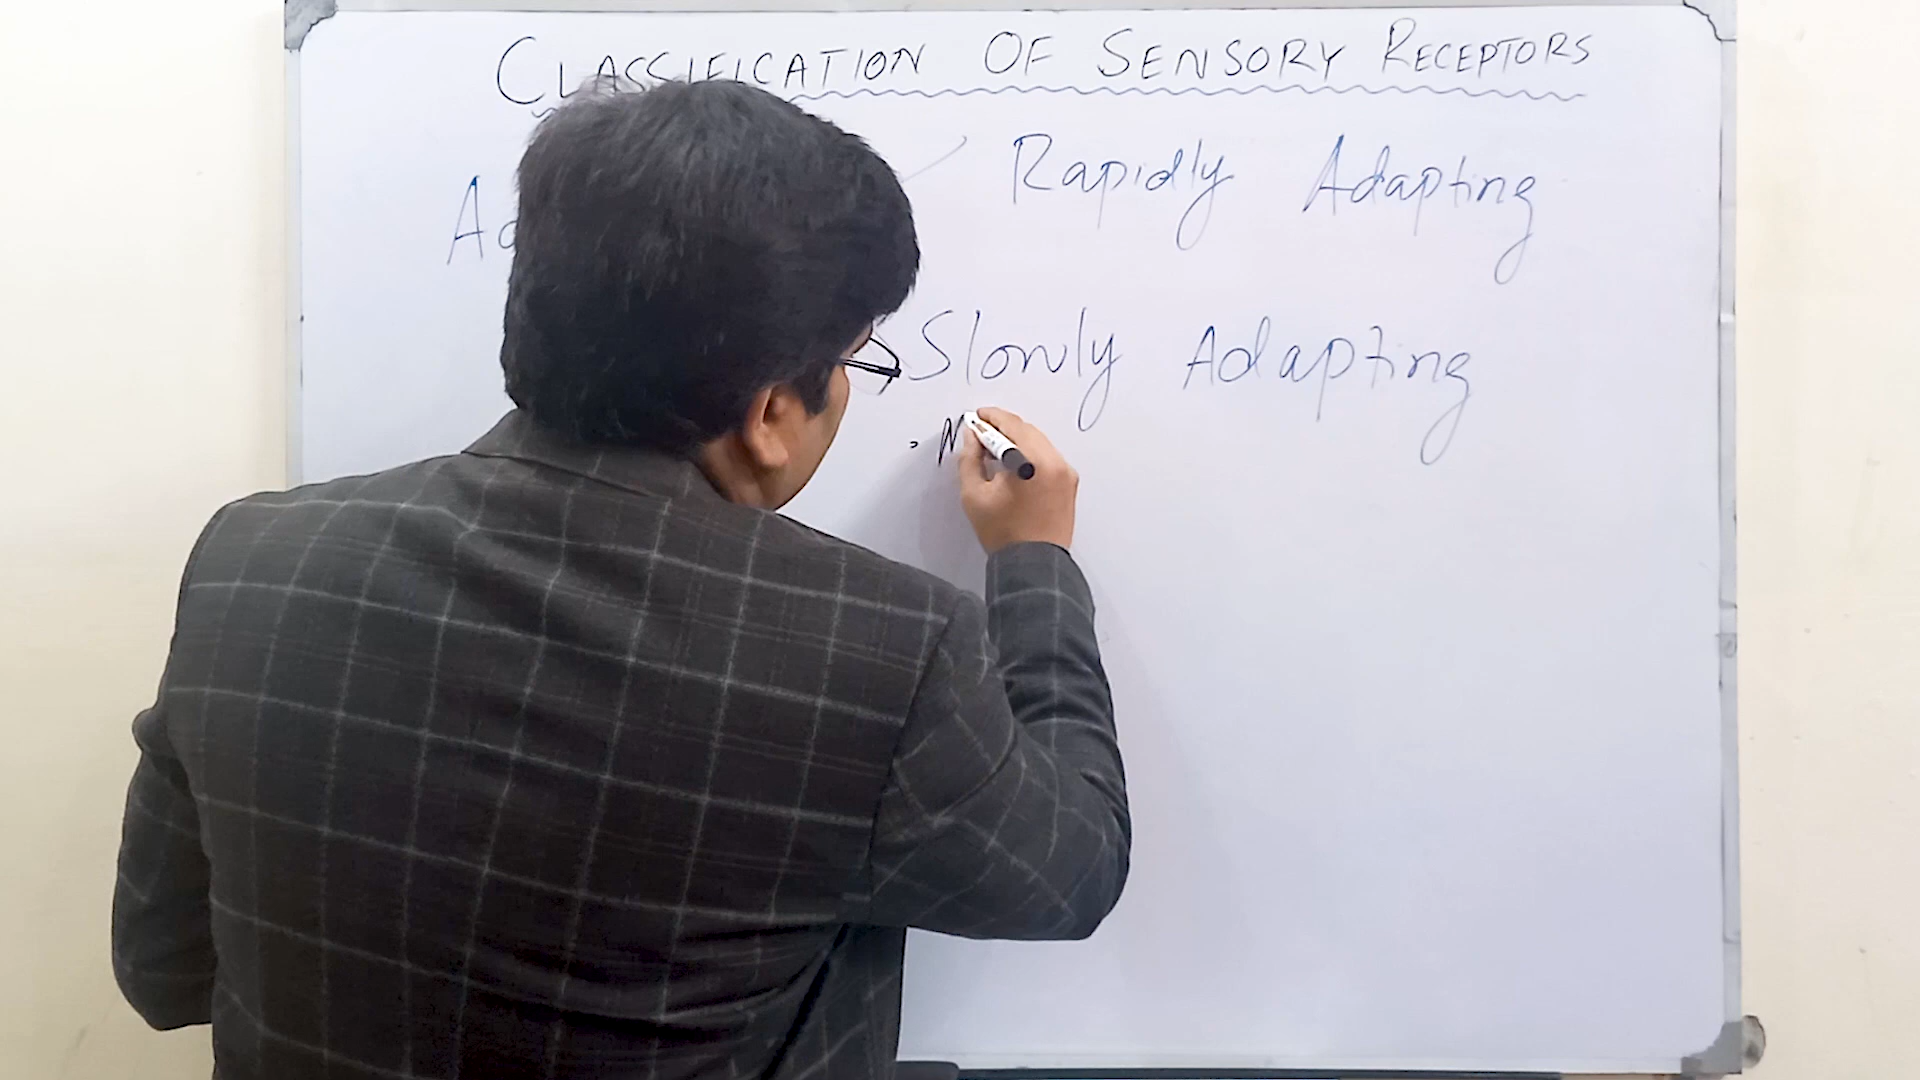 CLASSIFICATION OF SENSORY RECEPTORS
Rapidly Adapting
Slowly Adapting